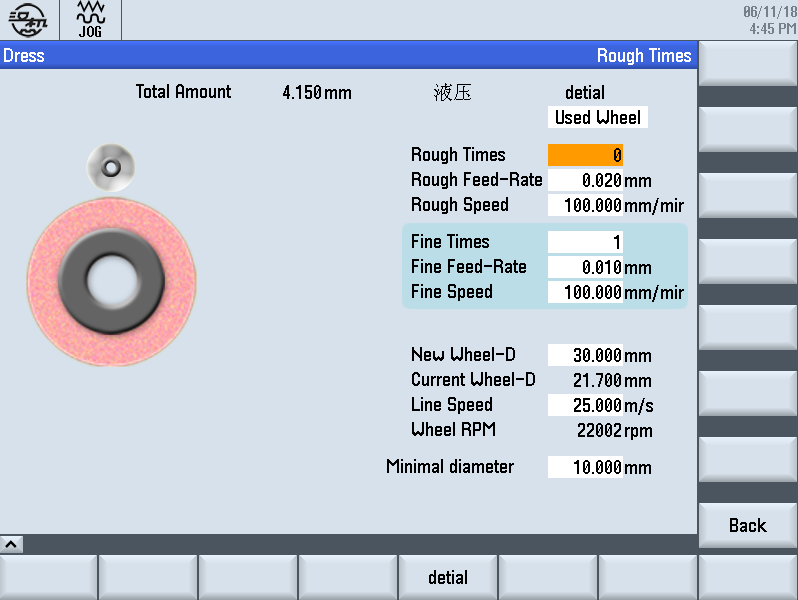 06/11/18
JOG
4:45 PM
Dress Rough Times
Total Amount 4.150 mm 液压 detial
Used Wheel
Rough Times 0
Rough Feed-Rate 0.020 mm
Rough Speed 100.000 mm/mir
Fine Times 1
Fine Feed-Rate 0.010 mm
Fine Speed 100.000 mm/mir
New Wheel-D 30.000 mm
Current Wheel-D 21.700 mm
Line Speed 25.000 m/s
Wheel RPM 22002 rpm
Minimal diameter 10.000 mm
Back
detial